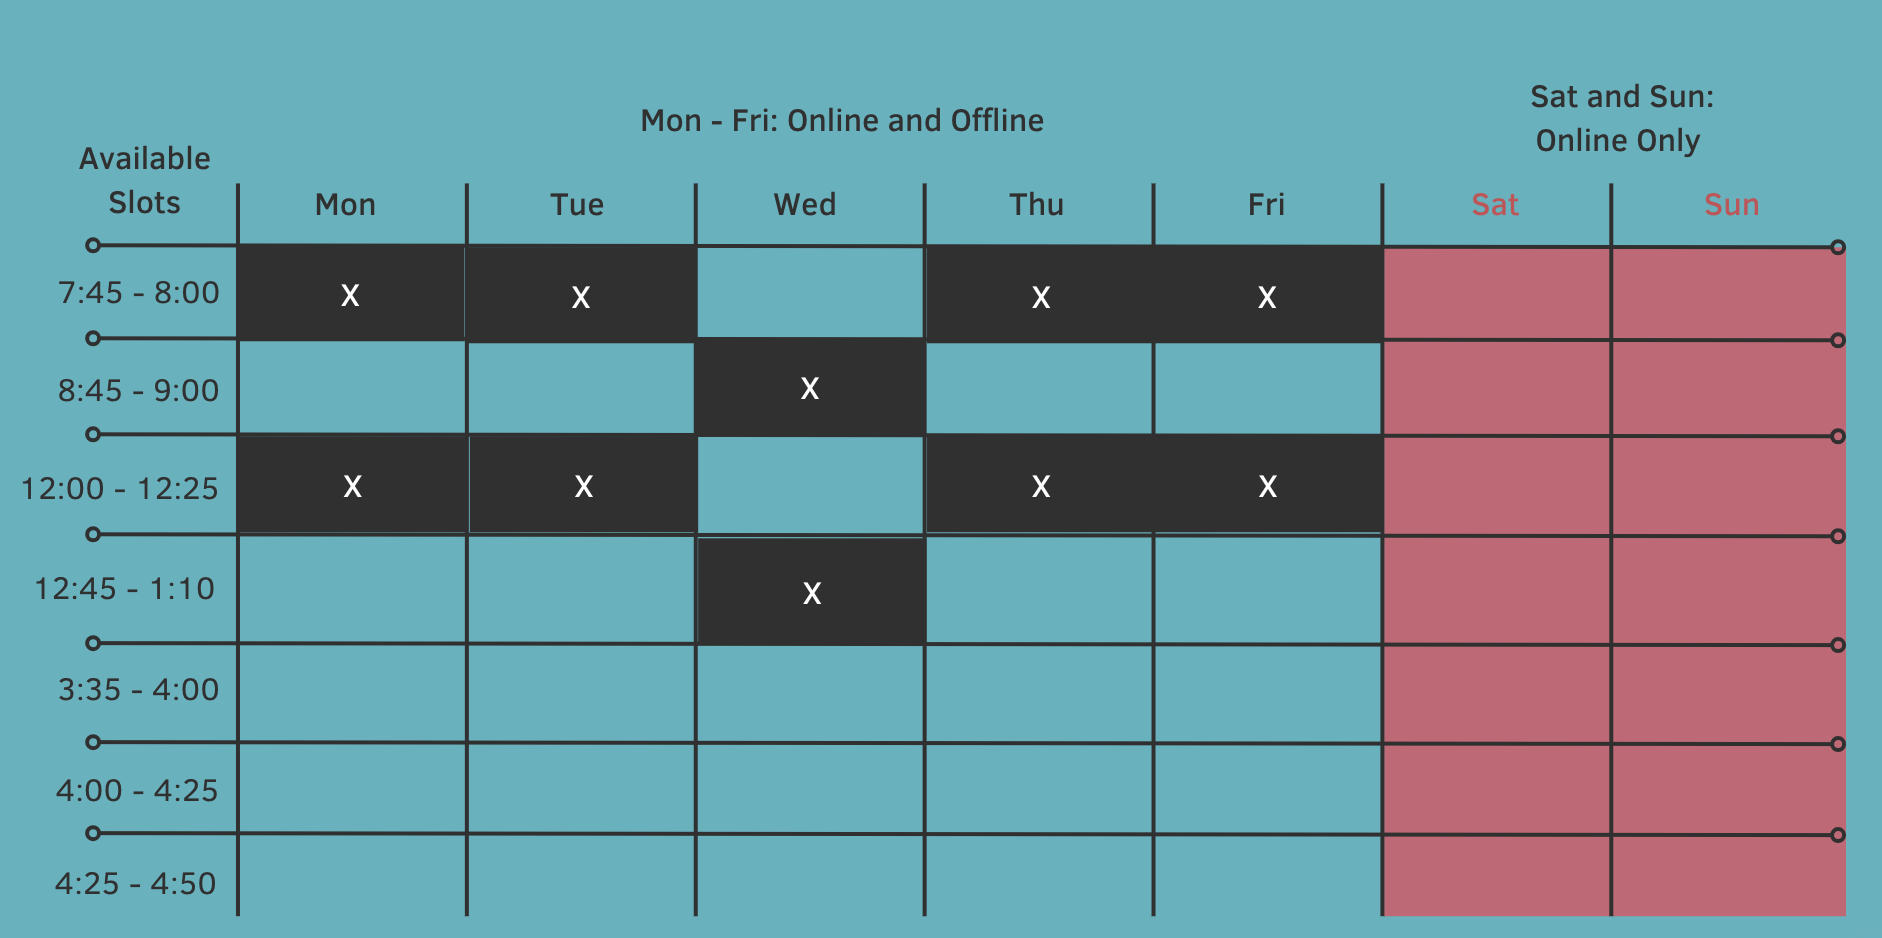 Mon - Fri: Online and Offline
Sat and Sun:
Online Only
Available
Slots
Mon Tue Wed Thu Fri Sat Sun
7:45 - 8:00 X X X X
8:45 - 9:00 X
12:00 - 12:25 X X X X
12:45 - 1:10 X
3:35 - 4:00
4:00 - 4:25
4:25 - 4:50